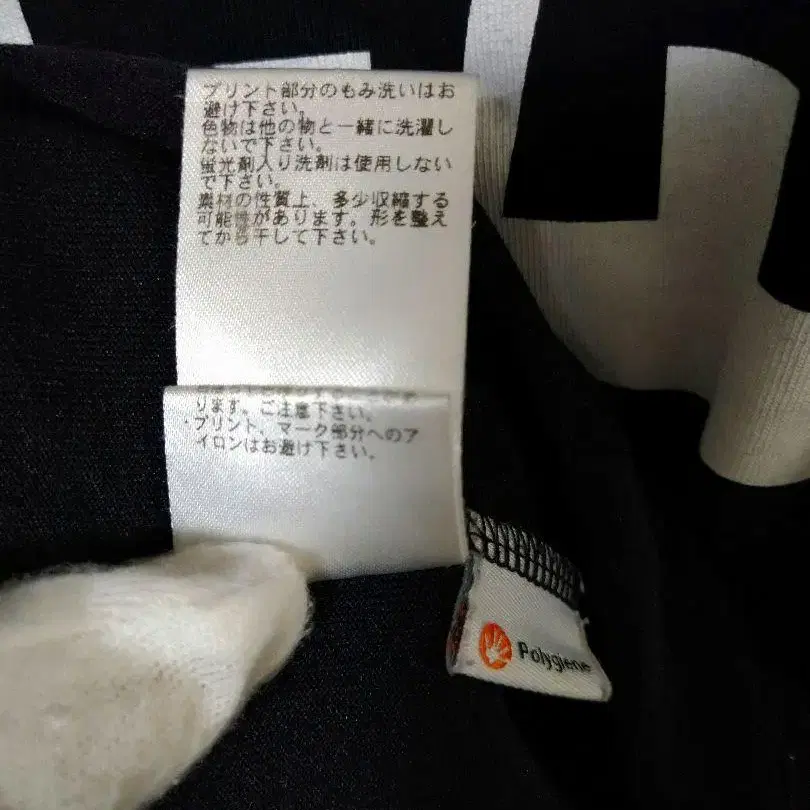 プリント部分のもみ洗いはお
避け下さい。
色物は他の物と一緒に洗濯し
ないで下さい。
蛍光剤入り洗剤は使用しない
で下さい。
素材の性質上、多少収縮する
可能性があります。形を整え
てから干して下さい。
ります。ご注意下さい。
・プリント、マーク部分へのア
イロンはお避け下さい。
Polygiene